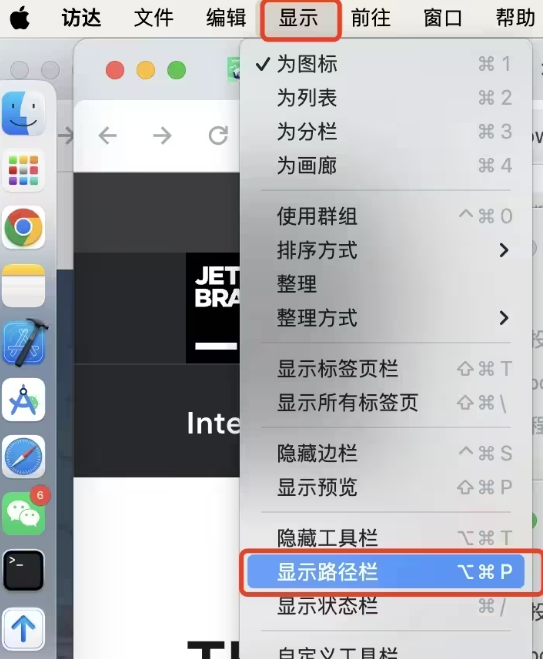 访达 文件 编辑 显示 前往 窗口 帮助
✓ 为图标 ⌘ 1
为列表 ⌘ 2
为分栏 ⌘ 3
为画廊 ⌘ 4
使用群组 ^ ⌘ 0
排序方式 >
整理
整理方式 >
显示标签页栏 ⇧ ⌘ T
显示所有标签页 ⇧ ⌘ \
隐藏边栏 ^ ⌘ S
显示预览 ⇧ ⌘ P
隐藏工具栏 ⌥ ⌘ T
显示路径栏 ⌥ ⌘ P
显示状态栏 ⌘ /
自定义工具栏
JET
BRA
Inte
6
>_